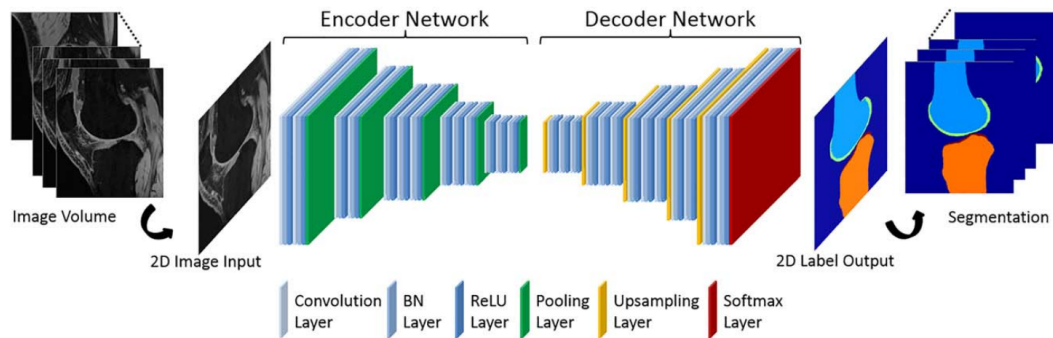 Encoder Network
Decoder Network
Image Volume
2D Image Input
2D Label Output
Segmentation
Convolution
Layer
BN
Layer
ReLU
Layer
Pooling
Layer
Upsampling
Layer
Softmax
Layer